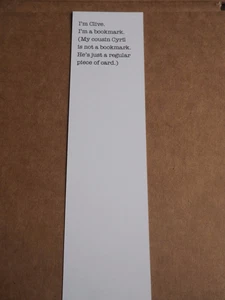 I'm Clive.
I'm a bookmark.
(My cousin Cyril
is not a bookmark.
He's just a regular
piece of card.)